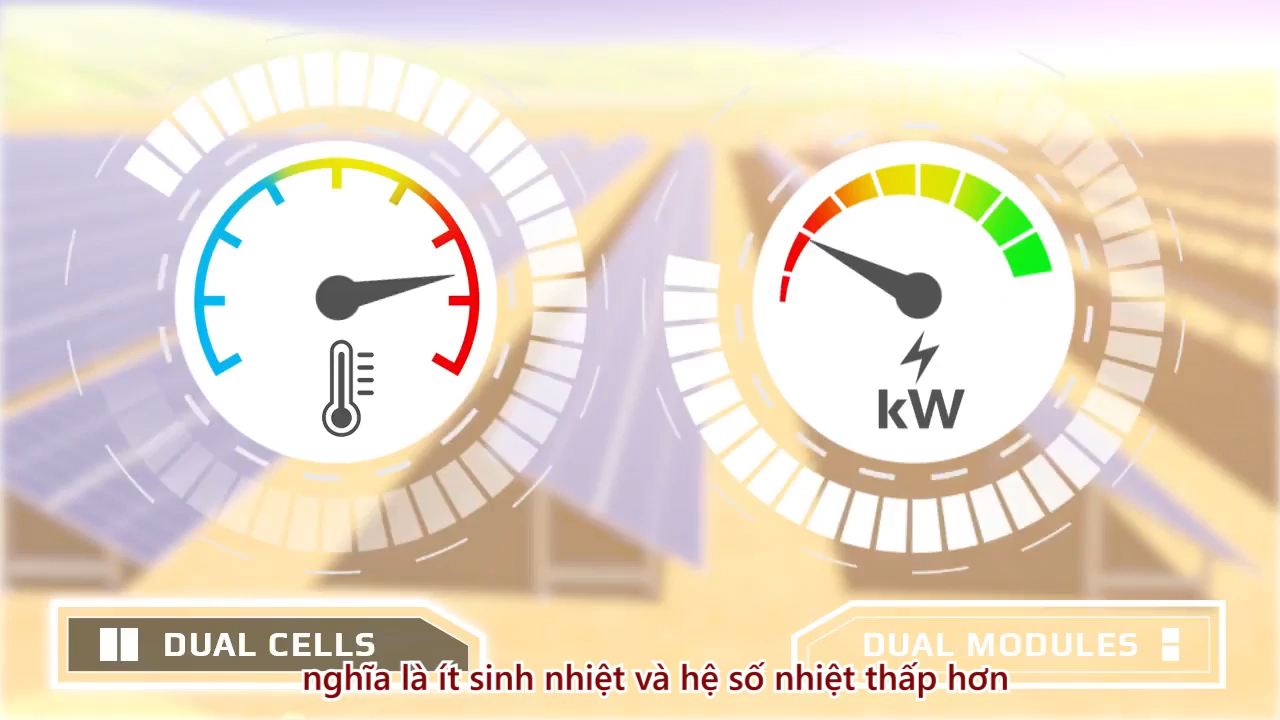 kW
DUAL CELLS
DUAL MODULES
nghĩa là ít sinh nhiệt và hệ số nhiệt thấp hơn